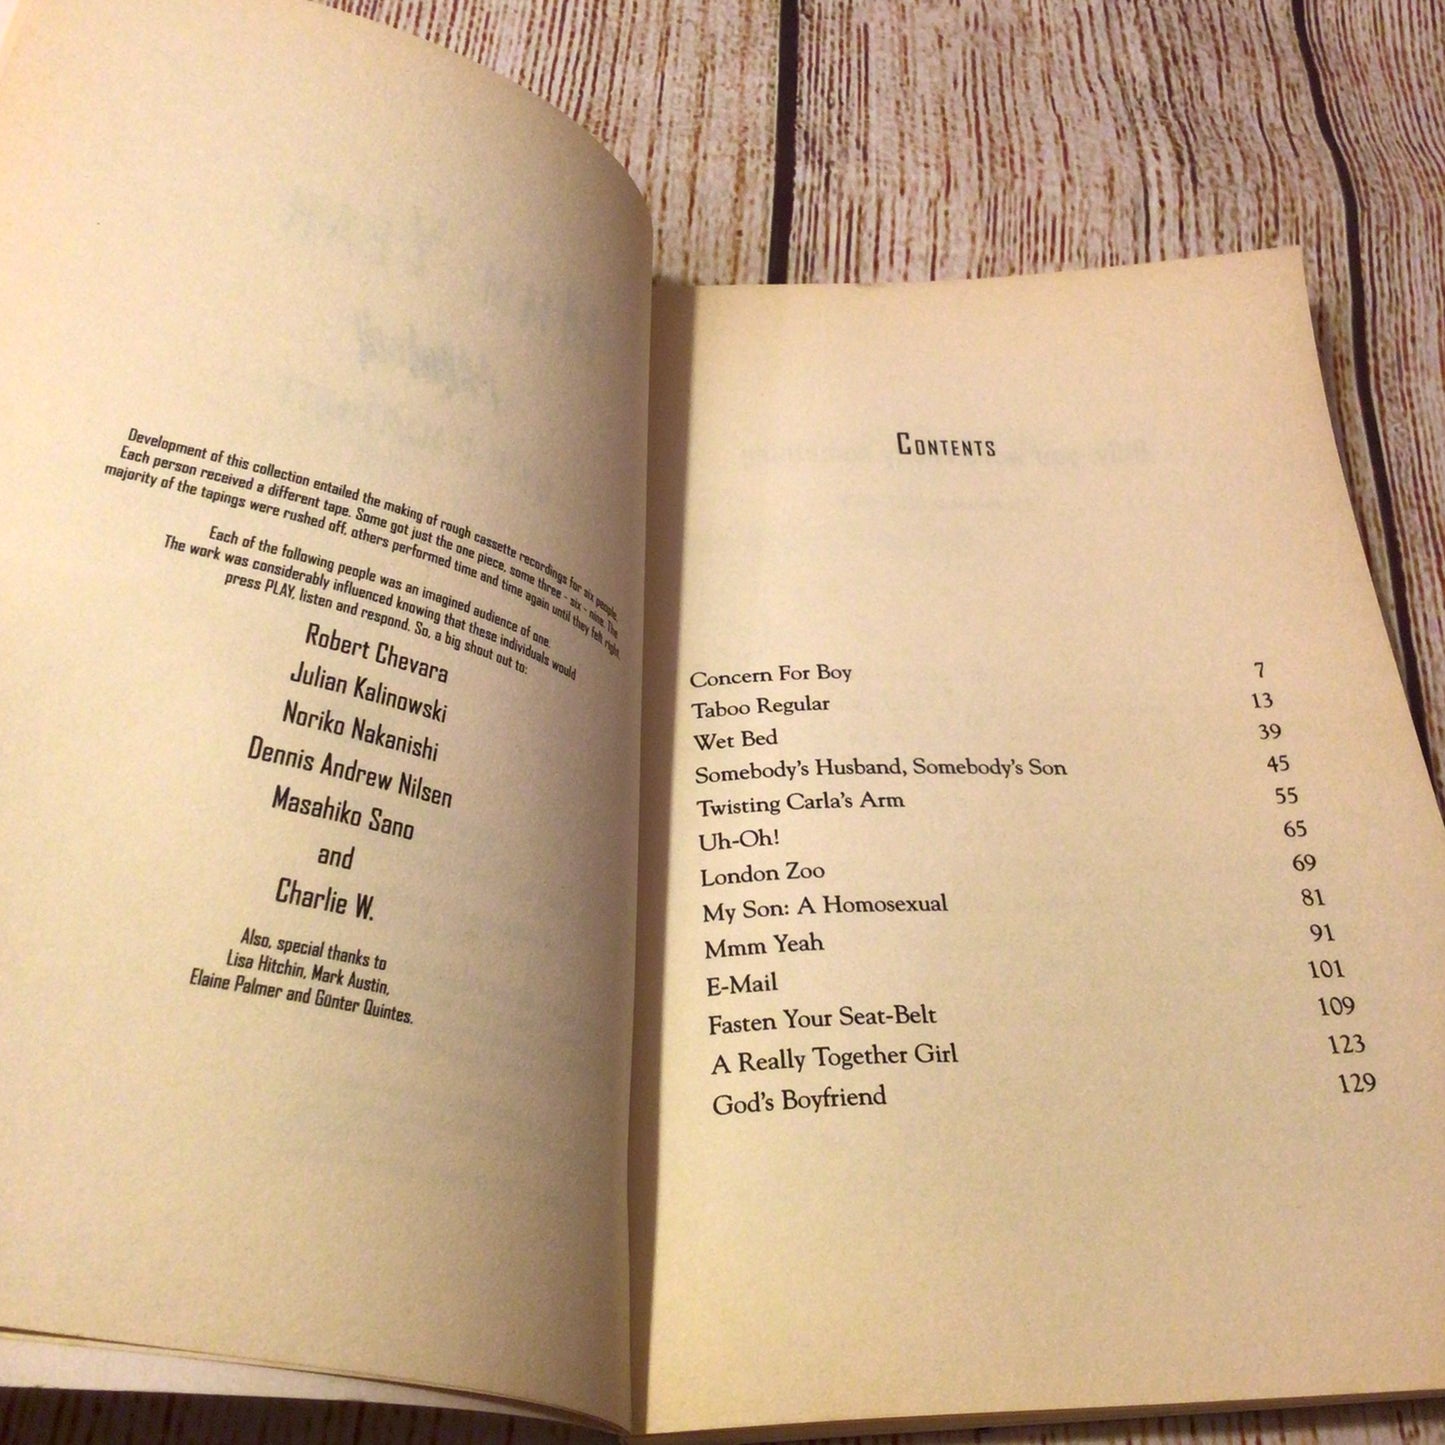 Development of this collection entailed the making of rough cassette recordings for six people.
Each person received a different tape. Some got just the one piece, some three - six - nine. The
majority of the tapings were rushed off, others performed time and time again until they felt right.
Each of the following people was an imagined audience of one.
The work was considerably influenced knowing that these individuals would
press PLAY, listen and respond. So, a big shout out to:
Robert Chevara
Julian Kalinowski
Noriko Nakanishi
Dennis Andrew Nilsen
Masahiko Sano
and
Charlie W.
Also, special thanks to
Lisa Hitchin, Mark Austin,
Elaine Palmer and Günter Quintes.
CONTENTS
Concern For Boy 7
Taboo Regular 13
Wet Bed 39
Somebody's Husband, Somebody's Son 45
Twisting Carla's Arm 55
Uh-Oh! 65
London Zoo 69
My Son: A Homosexual 81
Mmm Yeah 91
E-Mail 101
Fasten Your Seat-Belt 109
A Really Together Girl 123
God's Boyfriend 129